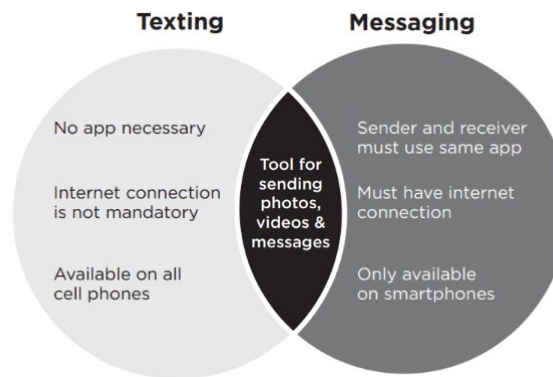 Texting
Messaging
No app necessary
Internet connection
is not mandatory
Available on all
cell phones
Tool for
sending
photos,
videos &
messages
Sender and receiver
must use same app
Must have internet
connection
Only available
on smartphones